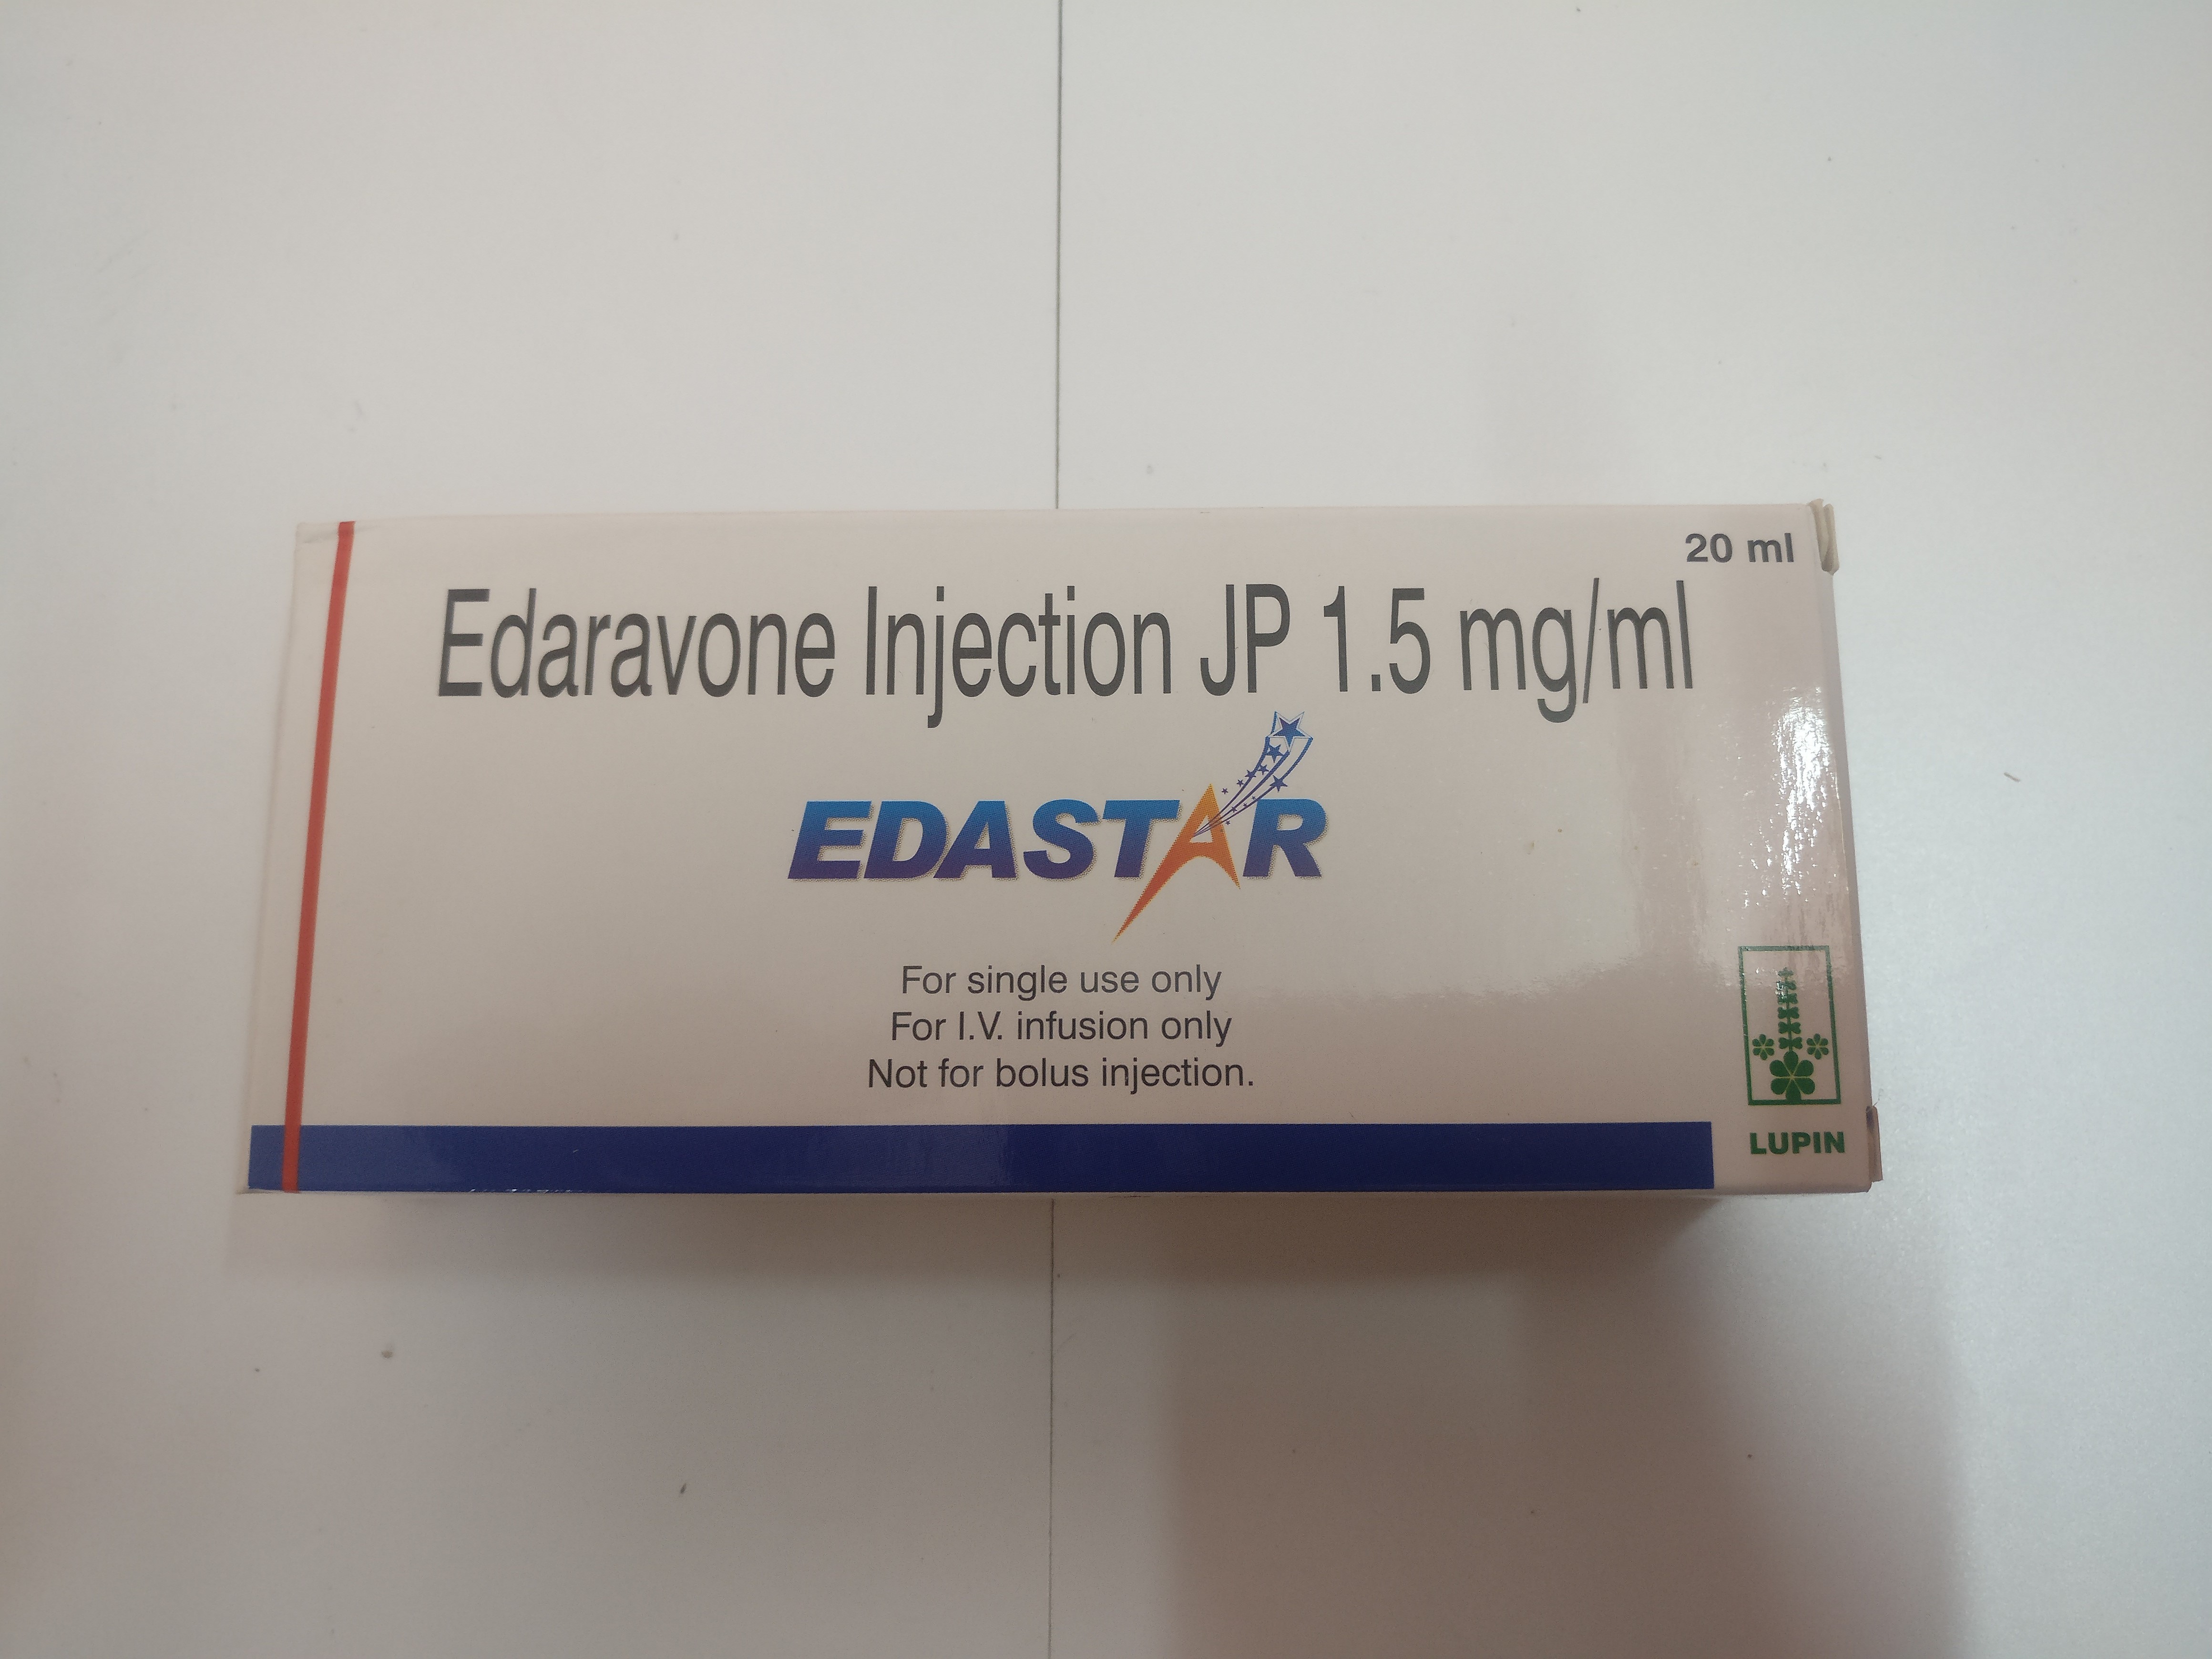 20 ml
Edaravone Injection JP 1.5 mg/ml
EDASTAR
For single use only
For I.V. infusion only
Not for bolus injection.
LUPIN